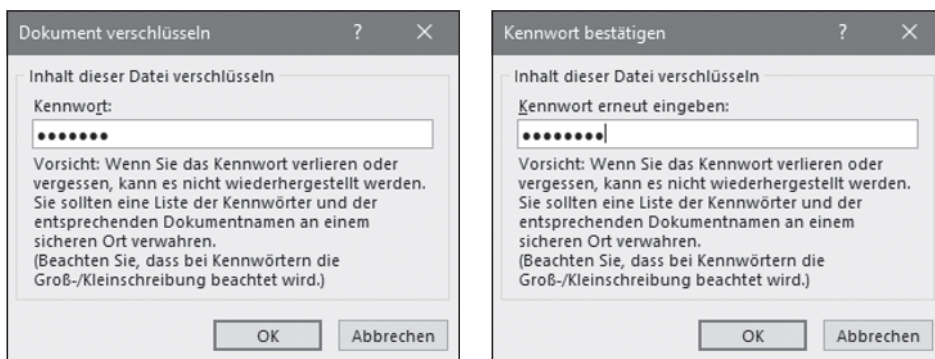 Dokument verschlüsseln ? ×
Inhalt dieser Datei verschlüsseln
Kennwort:
•••••••
Vorsicht: Wenn Sie das Kennwort verlieren oder
vergessen, kann es nicht wiederhergestellt werden.
Sie sollten eine Liste der Kennwörter und der
entsprechenden Dokumentnamen an einem
sicheren Ort verwahren.
(Beachten Sie, dass bei Kennwörtern die
Groß-/Kleinschreibung beachtet wird.)
OK Abbrechen
Kennwort bestätigen ? ×
Inhalt dieser Datei verschlüsseln
Kennwort erneut eingeben:
••••••••
Vorsicht: Wenn Sie das Kennwort verlieren oder
vergessen, kann es nicht wiederhergestellt werden.
Sie sollten eine Liste der Kennwörter und der
entsprechenden Dokumentnamen an einem
sicheren Ort verwahren.
(Beachten Sie, dass bei Kennwörtern die
Groß-/Kleinschreibung beachtet wird.)
OK Abbrechen